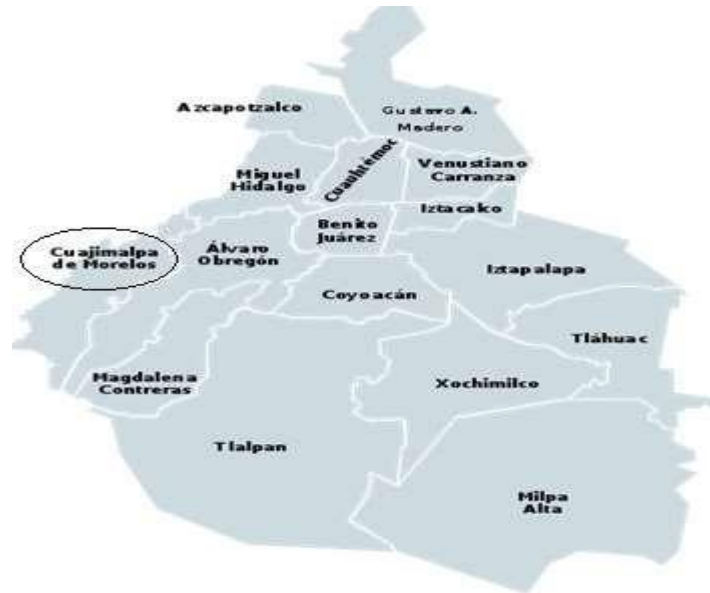 Azcapotzalco
Gustavo A.
Madero
Cuauhtémoc
Venustiano
Carranza
Miguel
Hidalgo
Iztacalco
Benito
Juárez
Cuajimalpa
de Morelos
Álvaro
Obregón
Iztapalapa
Coyoacán
Tláhuac
Magdalena
Contreras
Xochimilco
Tlalpan
Milpa
Alta